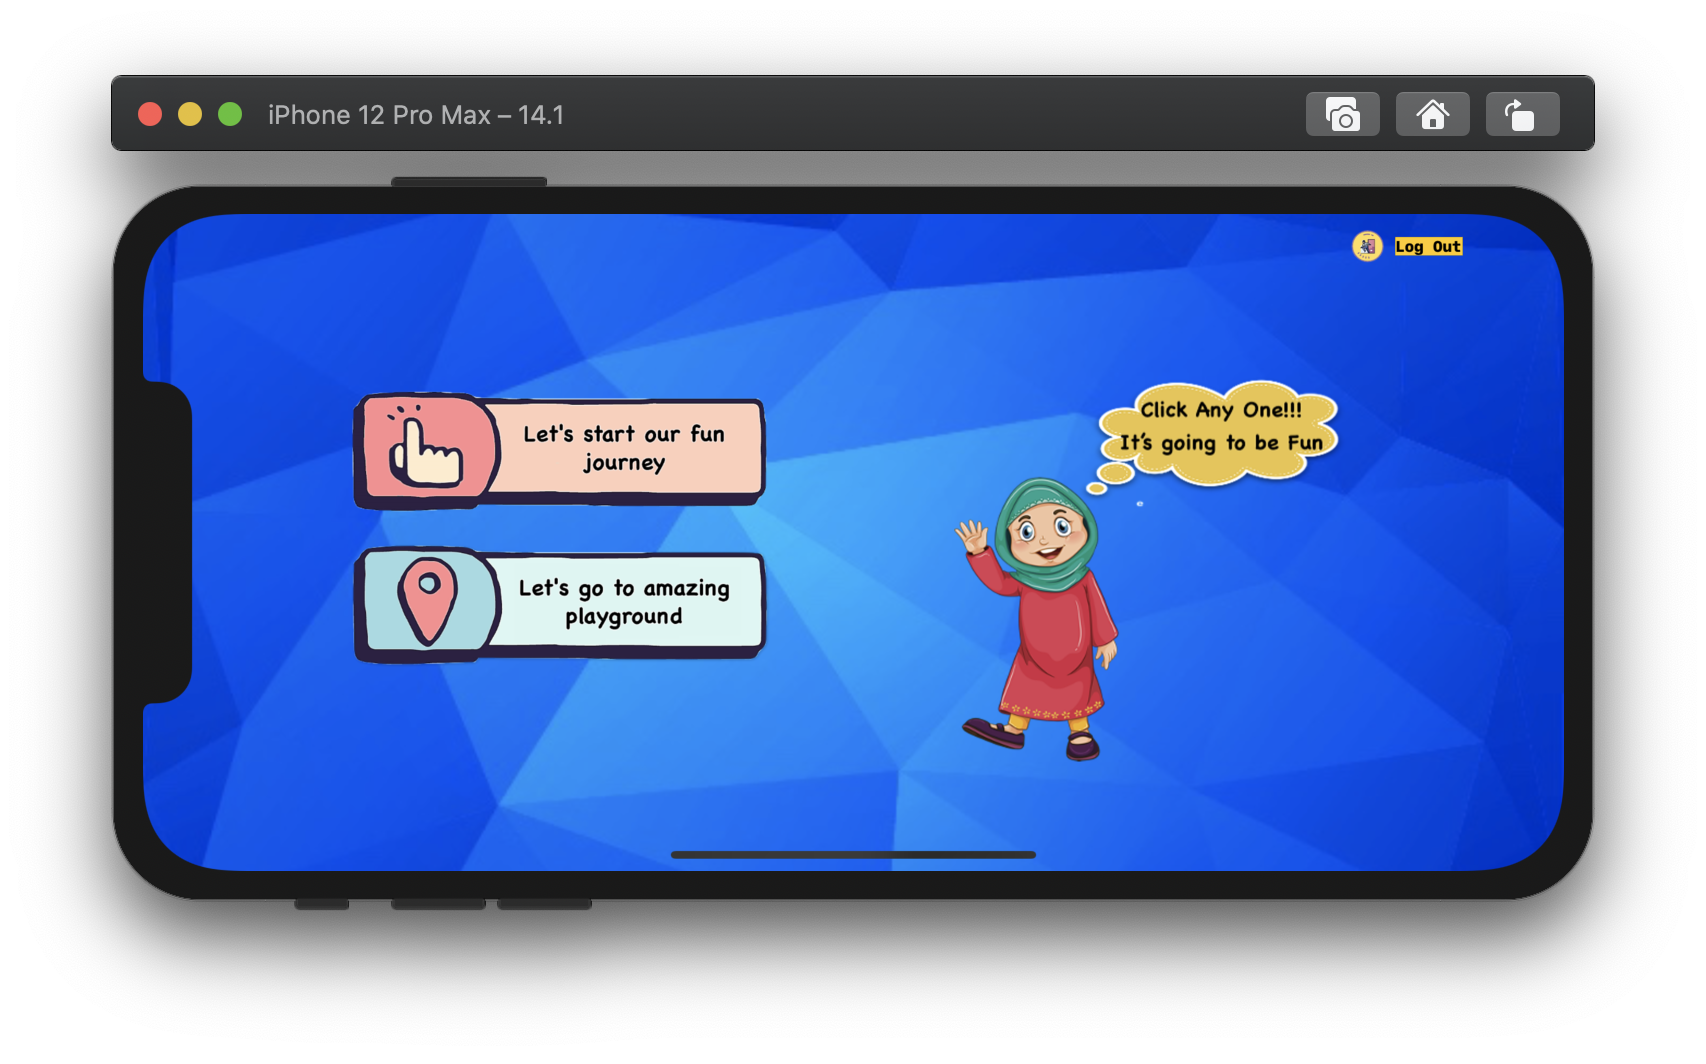 iPhone 12 Pro Max – 14.1
Log Out
Click Any One!!!
It's going to be Fun
Let's start our fun
journey
Let's go to amazing
playground